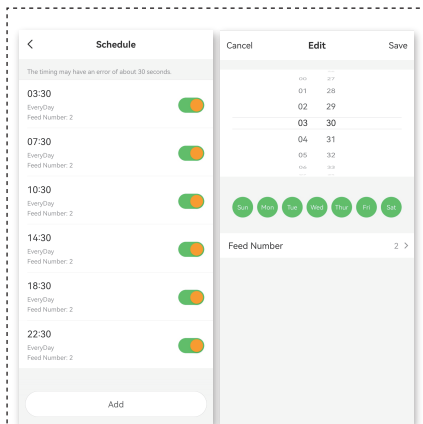 Schedule
The timing may have an error of about 30 seconds.
03:30
EveryDay
Feed Number: 2
07:30
EveryDay
Feed Number: 2
10:30
EveryDay
Feed Number: 2
14:30
EveryDay
Feed Number: 2
18:30
EveryDay
Feed Number: 2
22:30
EveryDay
Feed Number: 2
Add
Cancel Edit Save
00 27
01 28
02 29
03 30
04 31
05 32
06 33
Sun Mon Tue Wed Thur Fri Sat
Feed Number 2